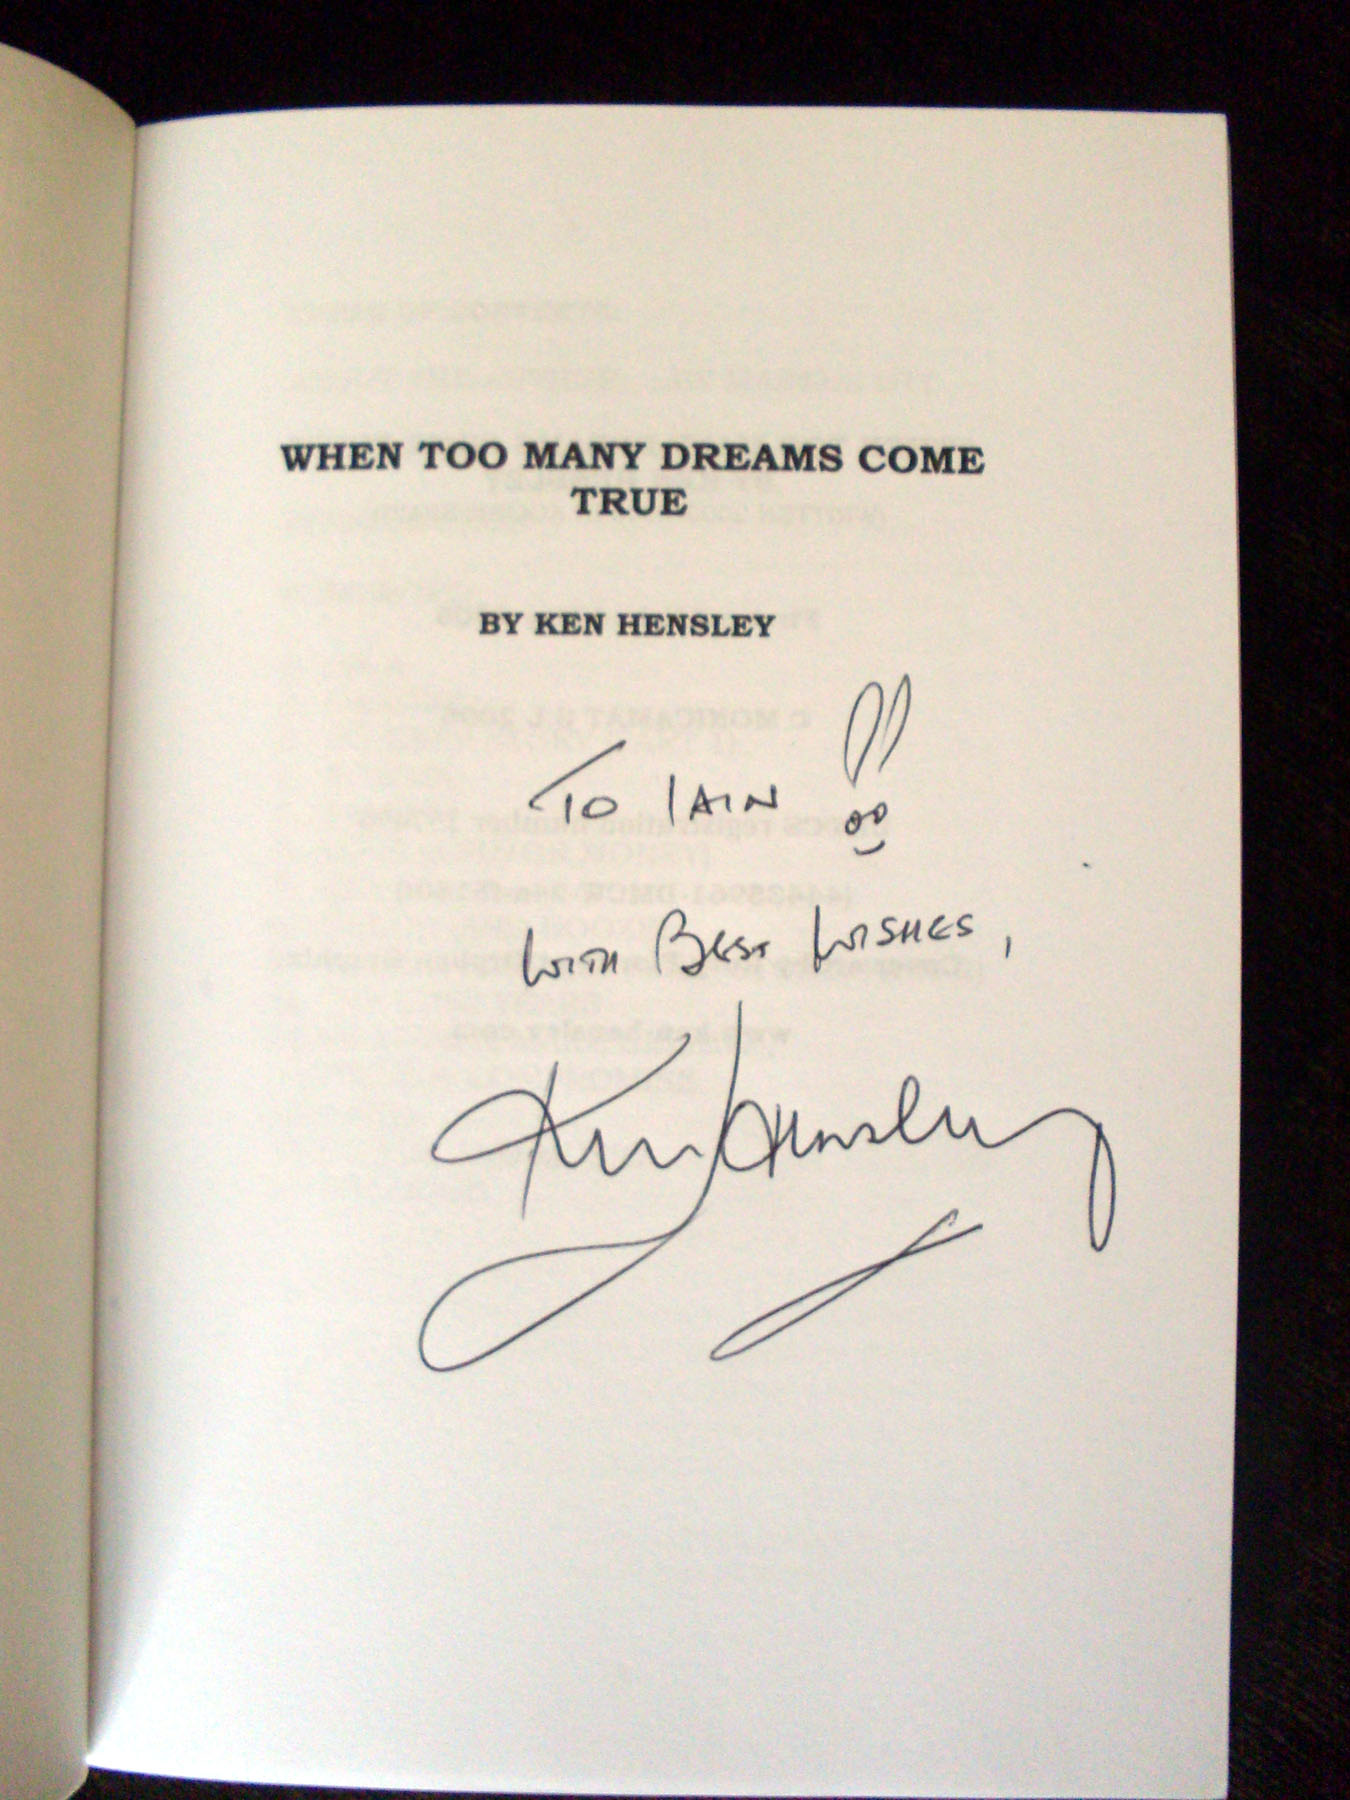 WHEN TOO MANY DREAMS COME
TRUE
BY KEN HENSLEY
TO IAIN !!
WITH BEST WISHES,
Ken Hensley